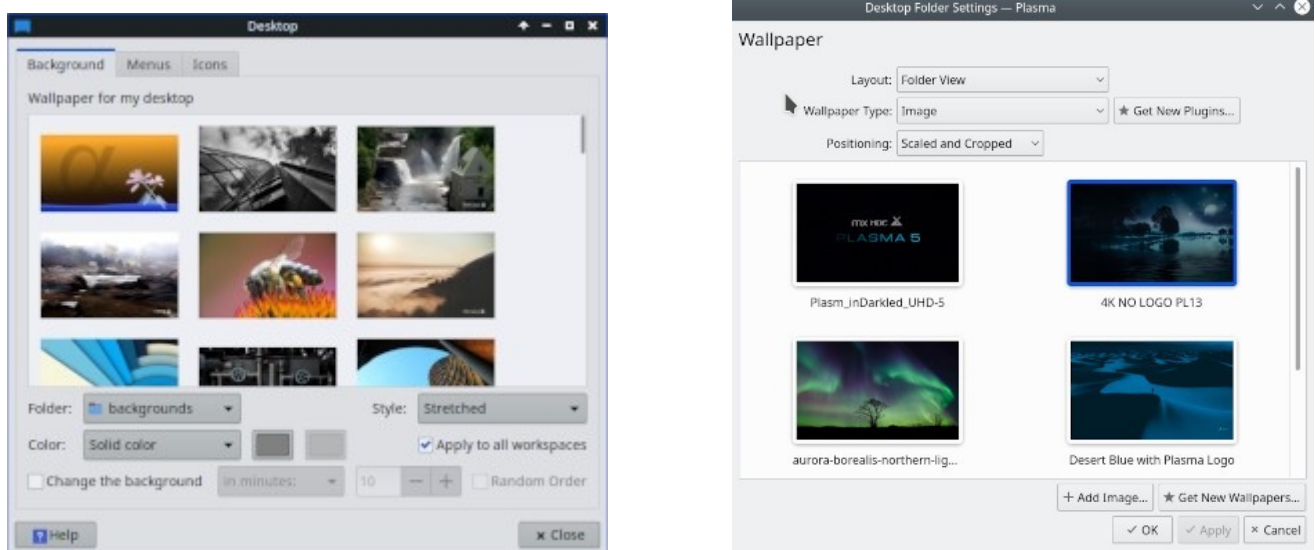 Desktop
Background Menus Icons
Wallpaper for my desktop
α
Folder: backgrounds Style: Stretched
Color: Solid color Apply to all workspaces
Change the background in minutes: 10 Random Order
Help Close
Desktop Folder Settings — Plasma
Wallpaper
Layout: Folder View
Wallpaper Type: Image Get New Plugins...
Positioning: Scaled and Cropped
PLASMA 5
Plasm_inDarkled_UHD-5 4K NO LOGO PL13
aurora-borealis-northern-lig... Desert Blue with Plasma Logo
Add Image... Get New Wallpapers...
OK Apply Cancel